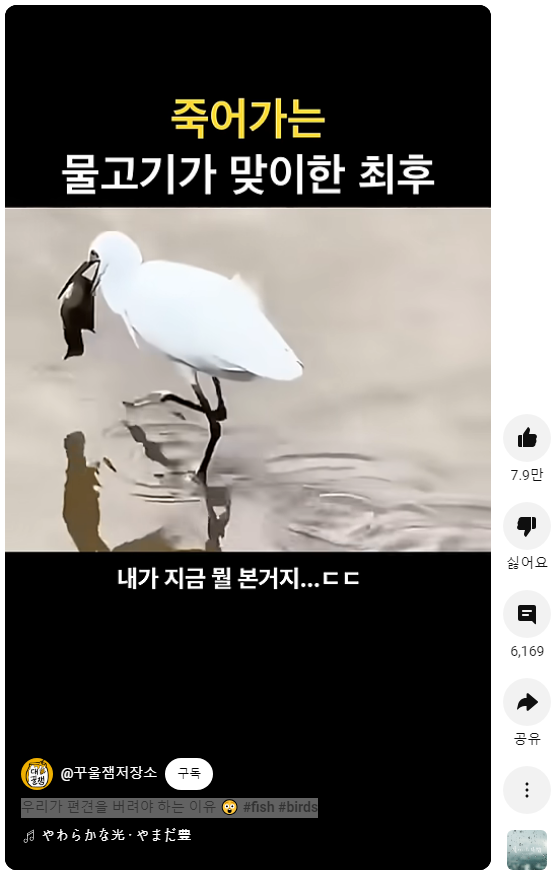 죽어가는
물고기가 맞이한 최후
내가 지금 뭘 본거지...ㄷㄷ
7.9만
싫어요
6,169
공유
@꾸울잼저장소 구독
우리가 편견을 버려야 하는 이유 😳 #fish #birds
やわらかな光 · やまだ豊